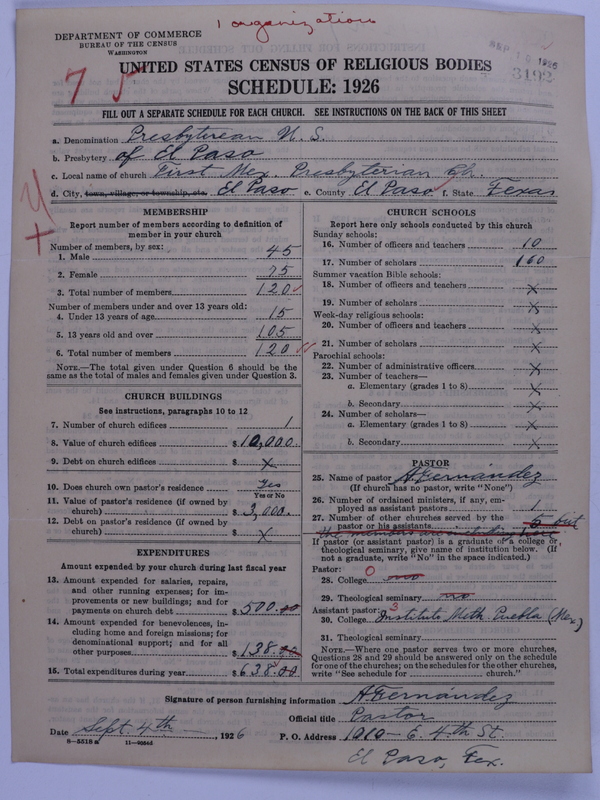 1 organization
DEPARTMENT OF COMMERCE
BUREAU OF THE CENSUS
WASHINGTON
3192
UNITED STATES CENSUS OF RELIGIOUS BODIES
7 5
SCHEDULE: 1926
FILL OUT A SEPARATE SCHEDULE FOR EACH CHURCH. SEE INSTRUCTIONS ON THE BACK OF THIS SHEET
a. Denomination Presbyterean U. S.
b. Presbytery of El Paso
c. Local name of church First Mex. Presbyterian Ch.
d. City, town, village, or township, etc. El Paso e. County El Paso f. State Texas
MEMBERSHIP
Report number of members according to definition of
member in your church
Number of members, by sex:
1. Male 45
2. Female 75
3. Total number of members 120
Number of members under and over 13 years old:
4. Under 13 years of age 15
5. 13 years old and over 105
6. Total number of members 120
NOTE.—The total given under Question 6 should be the
same as the total of males and females given under Question 3.
CHURCH BUILDINGS
See instructions, paragraphs 10 to 12
7. Number of church edifices 1
8. Value of church edifices $10,000.
9. Debt on church edifices $ X
10. Does church own pastor's residence Yes
Yes or No
11. Value of pastor's residence (if owned by
church) $3,000.
12. Debt on pastor's residence (if owned by
church) $ X
EXPENDITURES
Amount expended by your church during last fiscal year
13. Amount expended for salaries, repairs,
and other running expenses; for im-
provements or new buildings; and for
payments on church debt $500.00
14. Amount expended for benevolences, in-
cluding home and foreign missions; for
denominational support; and for all
other purposes $138.00
15. Total expenditures during year $638.00
CHURCH SCHOOLS
Report here only schools conducted by this church
Sunday schools:
16. Number of officers and teachers 10
17. Number of scholars 160
Summer vacation Bible schools:
18. Number of officers and teachers X
19. Number of scholars X
Week-day religious schools:
20. Number of officers and teachers X
21. Number of scholars X
Parochial schools:
22. Number of administrative officers X
23. Number of teachers—
a. Elementary (grades 1 to 8) X
b. Secondary X
24. Number of scholars—
a. Elementary (grades 1 to 8) X
b. Secondary X
PASTOR
25. Name of pastor A Fernández
(If church has no pastor, write "None")
26. Number of ordained ministers, if any, em-
ployed as assistant pastors 1
27. Number of other churches served by the
pastor or his assistants 5 but
If pastor (or assistant pastor) is a graduate of a college or
theological seminary, give name of institution below. (If
not a graduate, write "No" in the space indicated.)
Pastor: 0
28. College no
29. Theological seminary no
Assistant pastor: 3
30. College Instituto Meth. Puebla (Mex.)
31. Theological seminary
NOTE.—Where one pastor serves two or more churches,
Questions 28 and 29 should be answered only on the schedule
for one of the churches; on the schedules for the other churches,
write "See schedule for church."
Signature of person furnishing information A Fernández
Official title Pastor
Date Sept. 4th, 1926 P. O. Address 1010 - E. 4th St.
8—5518a 11—9056d
El Paso, Tex.